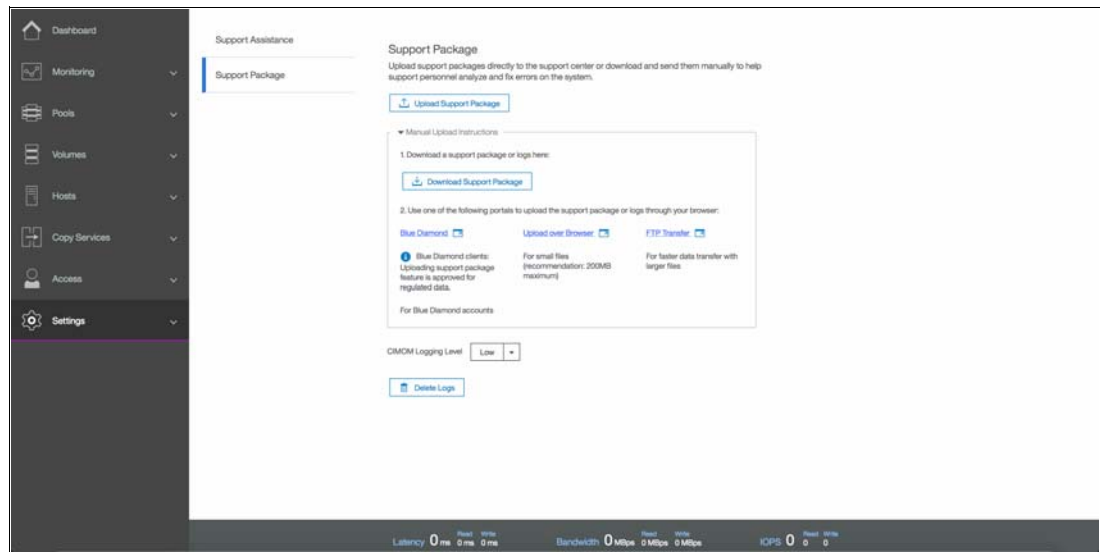 Dashboard
Monitoring
Pools
Volumes
Hosts
Copy Services
Access
Settings
Support Assistance
Support Package
Support Package
Upload support packages directly to the support center or download and send them manually to help
support personnel analyze and fix errors on the system.
Upload Support Package
Manual Upload Instructions
1. Download a support package or logs here:
Download Support Package
2. Use one of the following portals to upload the support package or logs through your browser:
Blue Diamond
Blue Diamond clients:
Uploading support package
feature is approved for
regulated data.
For Blue Diamond accounts
Upload over Browser
For small files
(recommendation: 200MB
maximum)
FTP Transfer
For faster data transfer with
larger files
CIMOM Logging Level Low
Delete Logs
Latency 0 ms Read 0 ms Write 0 ms
Bandwidth 0 MBps Read 0 MBps Write 0 MBps
IOPS 0 Read 0 Write 0